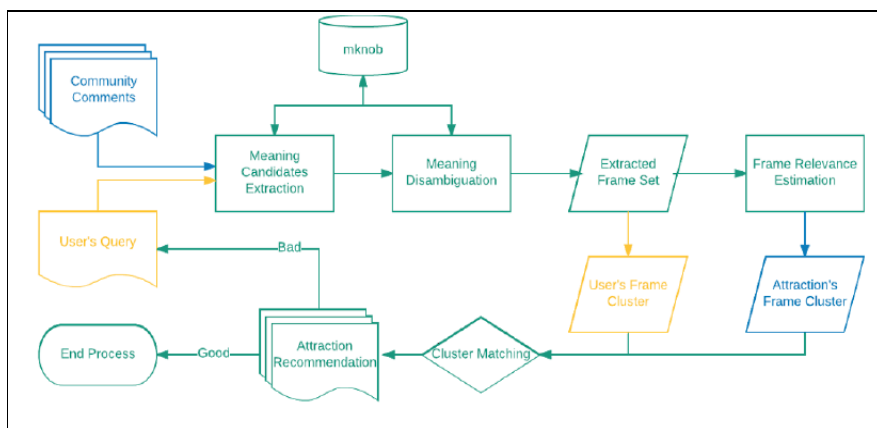 mknob
Community
Comments
Meaning
Candidates
Extraction
Meaning
Disambiguation
Extracted
Frame Set
Frame Relevance
Estimation
User's Query
Bad
User's Frame
Cluster
Attraction's
Frame Cluster
End Process
Good
Attraction
Recommendation
Cluster Matching